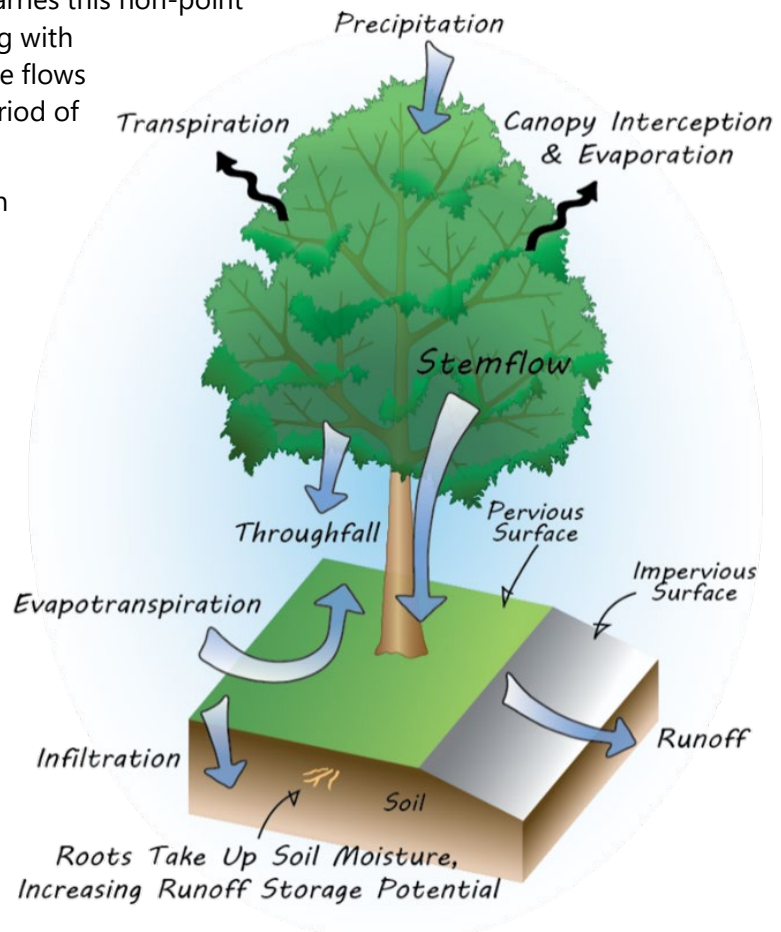 arries this non-point
g with
e flows
riod of
n
Precipitation
Transpiration
Canopy Interception
& Evaporation
Stemflow
Throughfall
Pervious
Surface
Impervious
Surface
Evapotranspiration
Infiltration
Runoff
Soil
Roots Take Up Soil Moisture,
Increasing Runoff Storage Potential